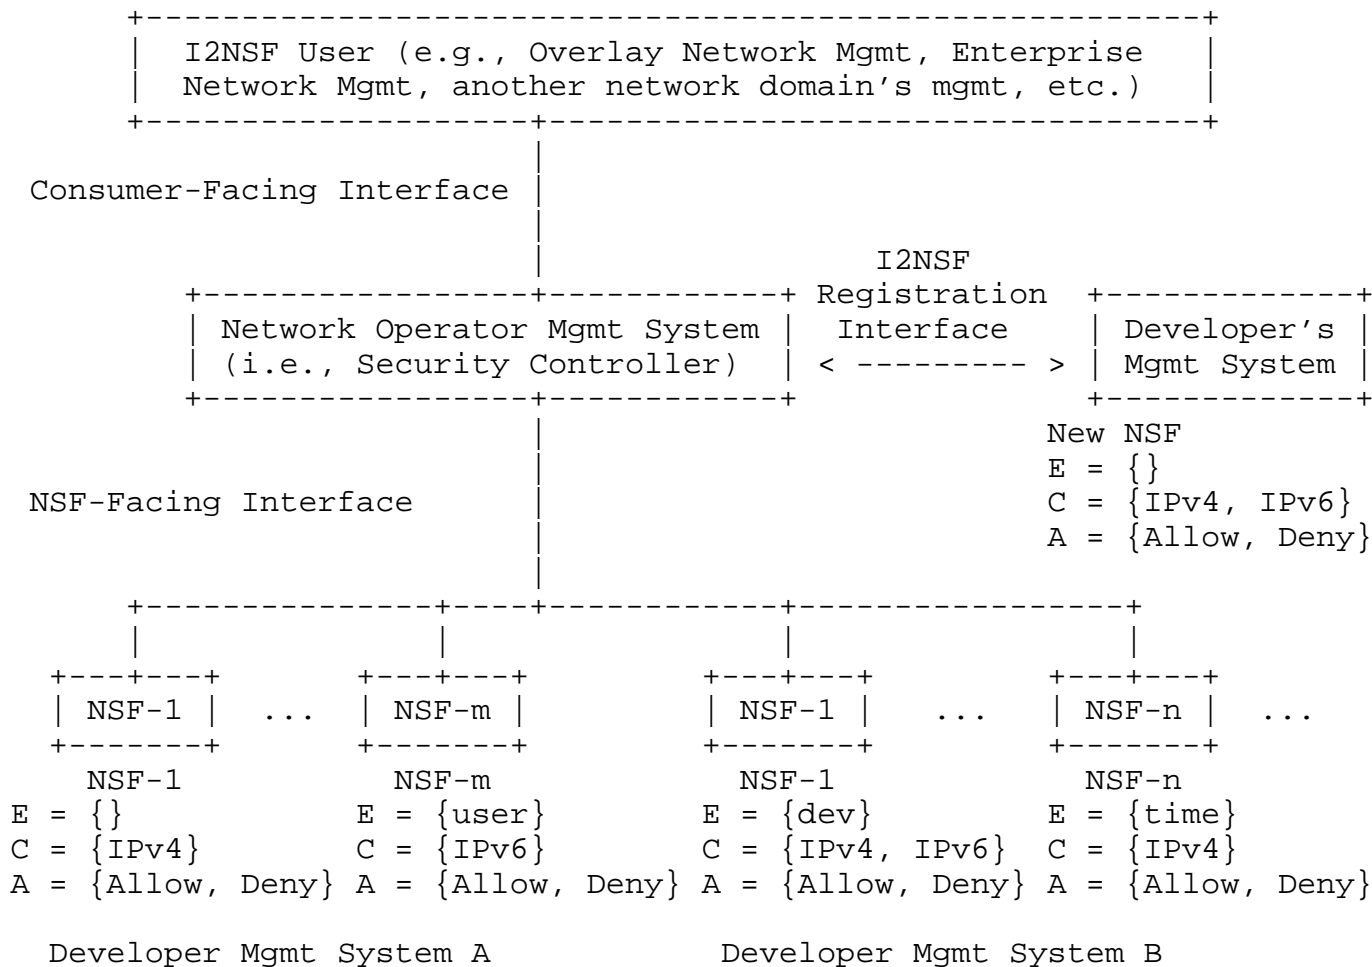 I2NSF User (e.g., Overlay Network Mgmt, Enterprise
Network Mgmt, another network domain's mgmt, etc.)
Consumer-Facing Interface
I2NSF
Registration
Interface
Network Operator Mgmt System
(i.e., Security Controller)
< --------- >
Developer's
Mgmt System
New NSF
E = {}
C = {IPv4, IPv6}
A = {Allow, Deny}
NSF-Facing Interface
NSF-1 ... NSF-m NSF-1 ... NSF-n ...
NSF-1 NSF-m NSF-1 NSF-n
E = {} E = {user} E = {dev} E = {time}
C = {IPv4} C = {IPv6} C = {IPv4, IPv6} C = {IPv4}
A = {Allow, Deny} A = {Allow, Deny} A = {Allow, Deny} A = {Allow, Deny}
Developer Mgmt System A Developer Mgmt System B